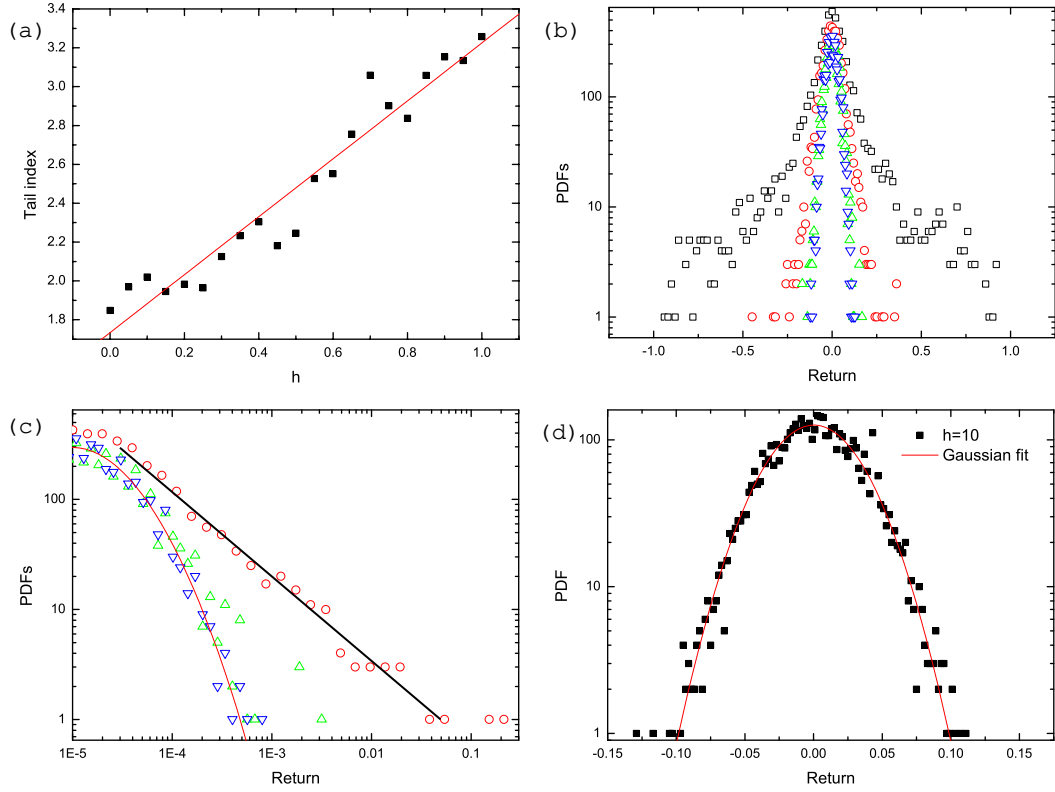 (a)
3.4
3.2
3.0
2.8
2.6
2.4
2.2
2.0
1.8
Tail index
0.0 0.2 0.4 0.6 0.8 1.0
h
(b)
100
10
1
PDFs
-1.0 -0.5 0.0 0.5 1.0
Return
(c)
100
10
1
PDFs
1E-5 1E-4 1E-3 0.01 0.1
Return
(d)
h=10
Gaussian fit
100
10
1
PDF
-0.15 -0.10 -0.05 0.00 0.05 0.10 0.15
Return